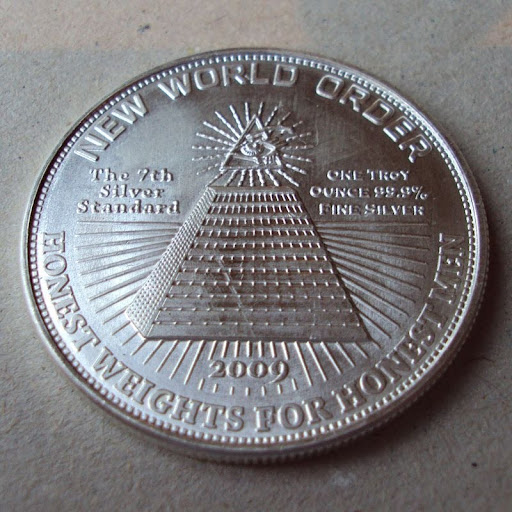 NEW WORLD ORDER
The 7th
Silver
Standard
ONE TROY
OUNCE 99.9%
FINE SILVER
2009
HONEST WEIGHTS FOR HONEST MEN